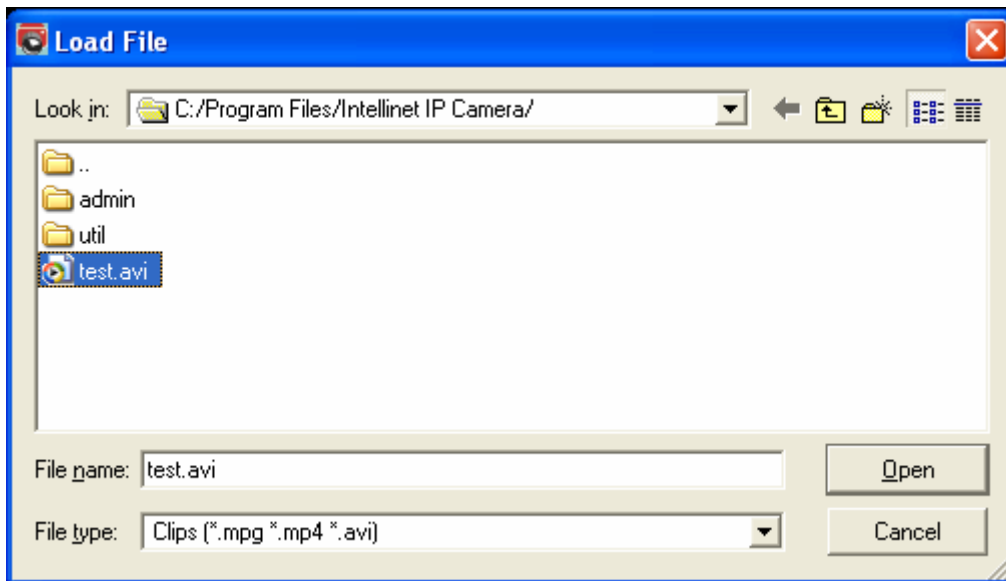 Load File
Look in: C:/Program Files/Intellinet IP Camera/
..
admin
util
test.avi
File name: test.avi Open
File type: Clips (*.mpg *.mp4 *.avi) Cancel